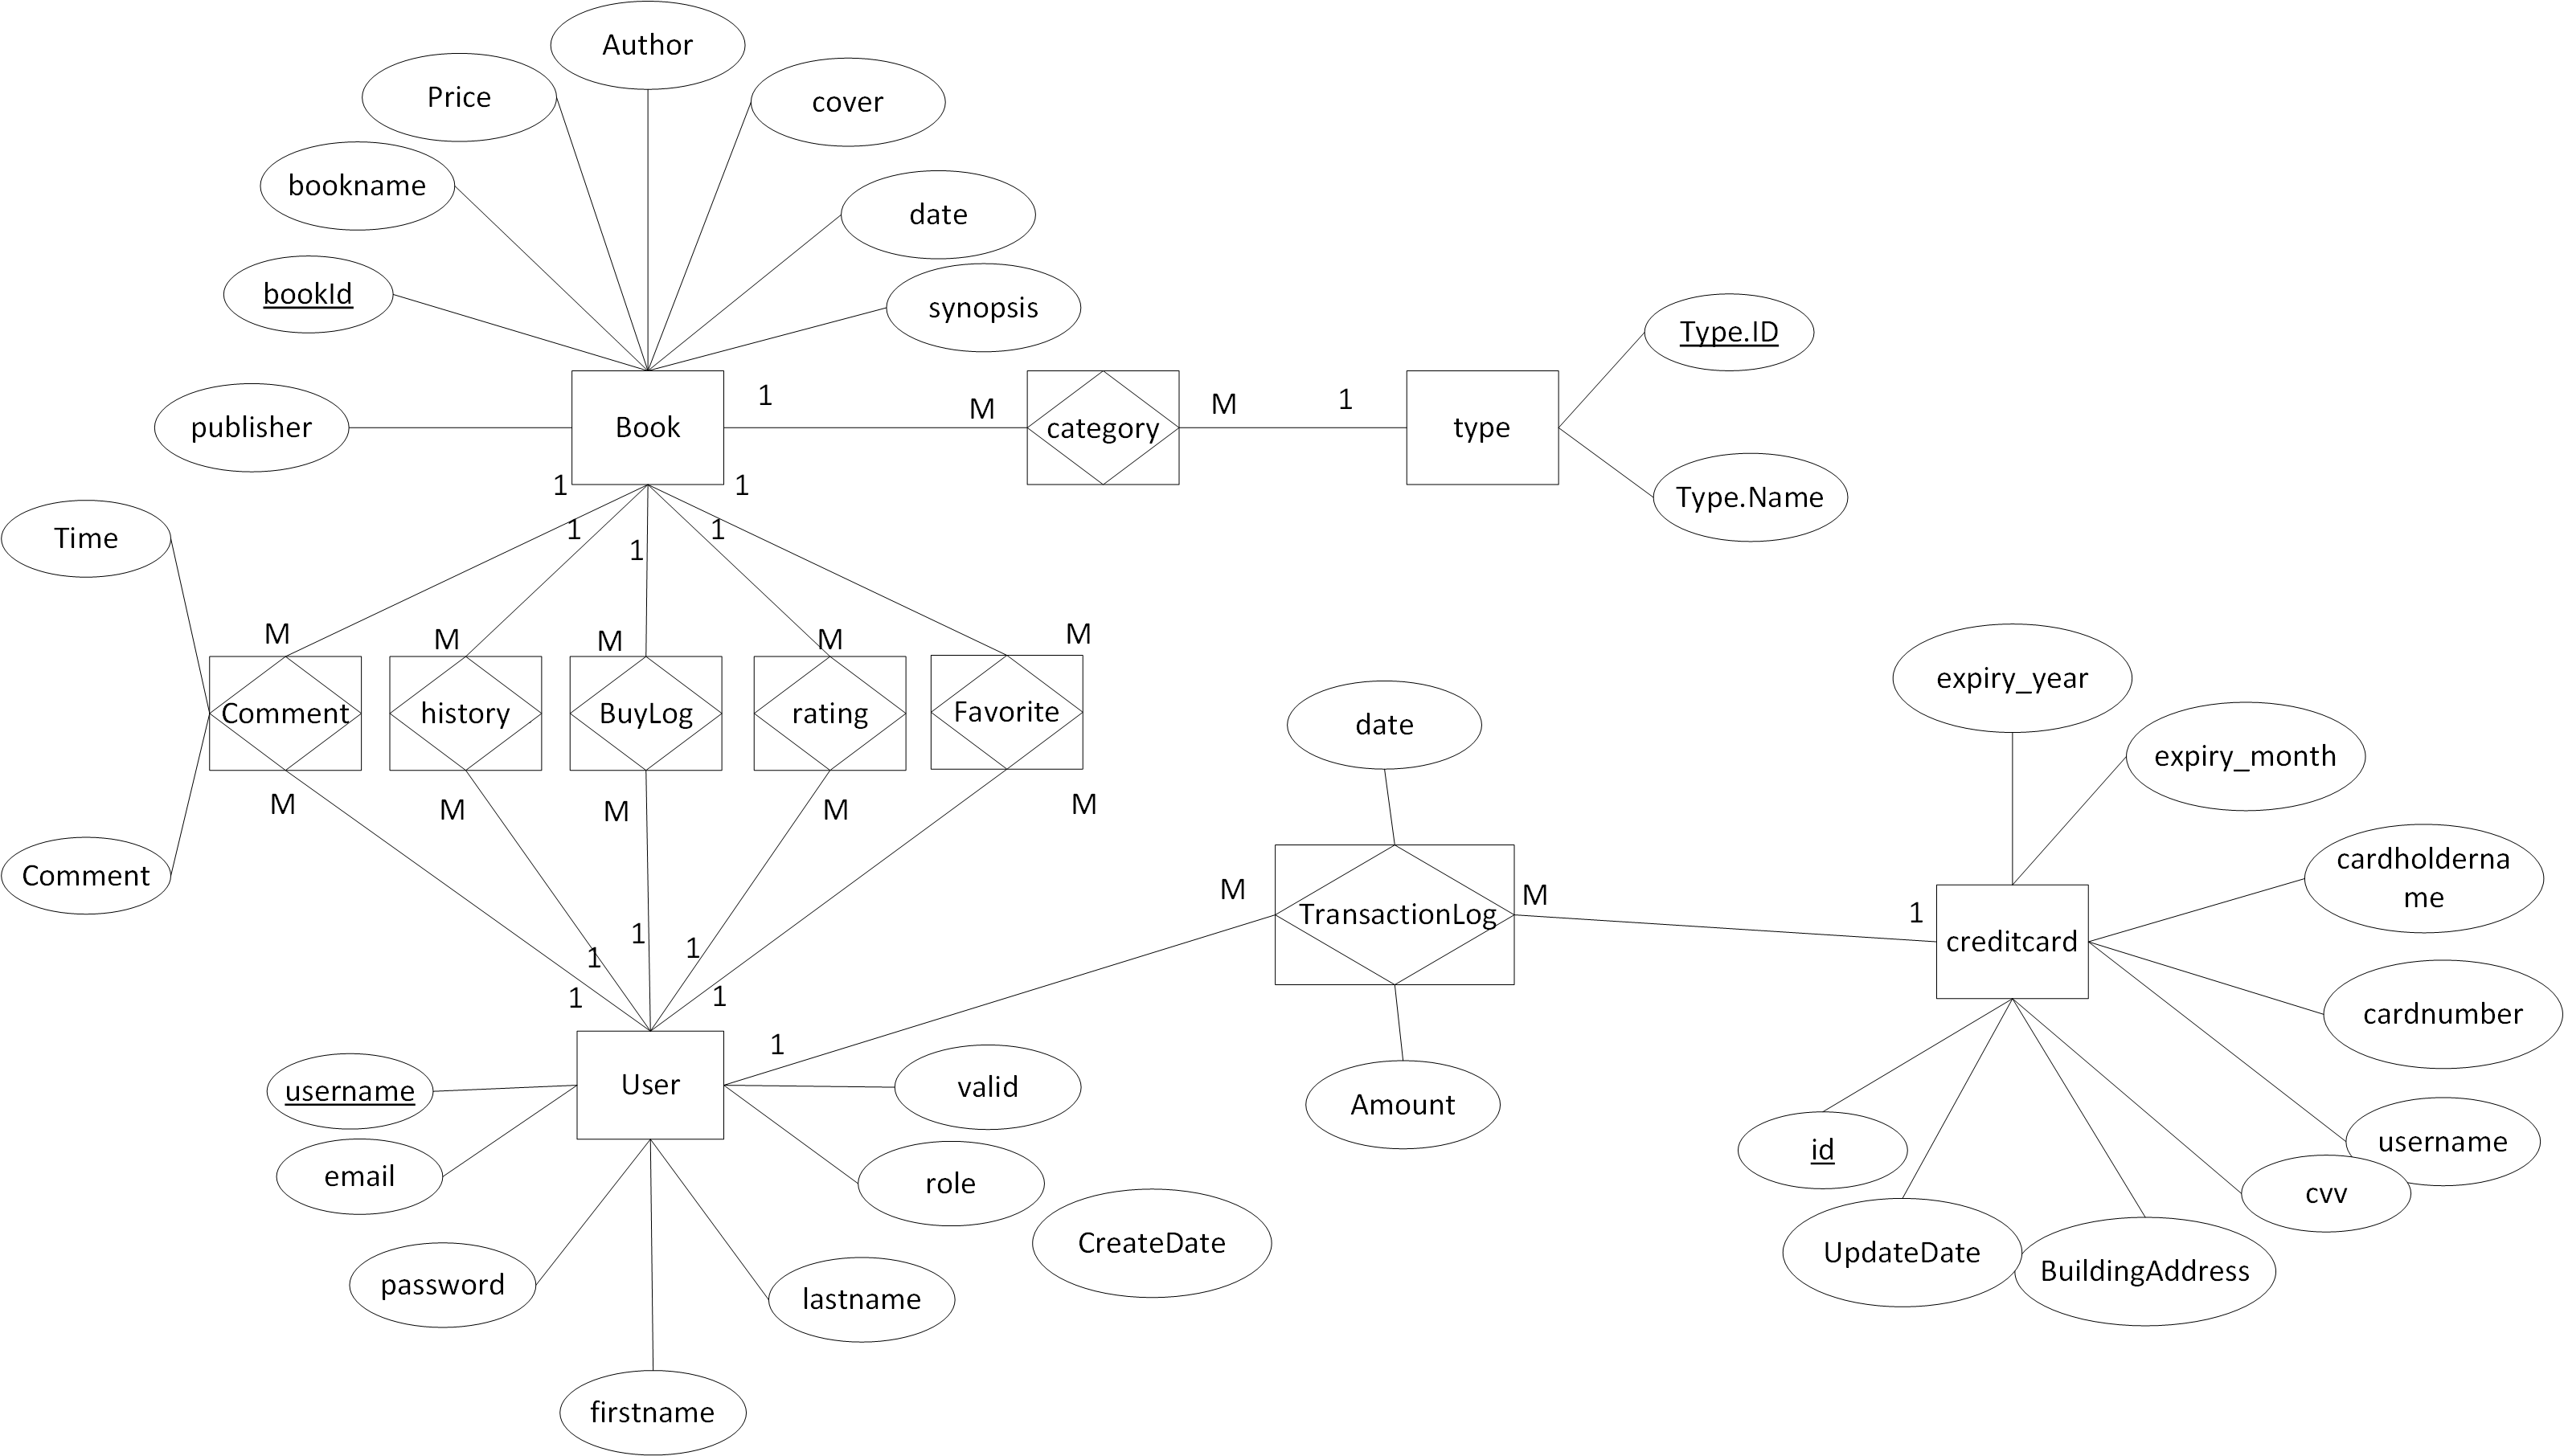 Author
Price
cover
bookname
date
bookId
synopsis
Type.ID
publisher
Book
1
M
category
M
1
type
Type.Name
1
1
1
1
1
Time
M
M
M
M
M
Comment
history
BuyLog
rating
Favorite
M
M
M
M
M
Comment
1
1
1
1
1
date
M
TransactionLog
M
1
creditcard
expiry_year
expiry_month
cardholderna
me
cardnumber
username
cvv
id
UpdateDate
BuildingAddress
Amount
1
User
username
email
password
firstname
lastname
valid
role
CreateDate